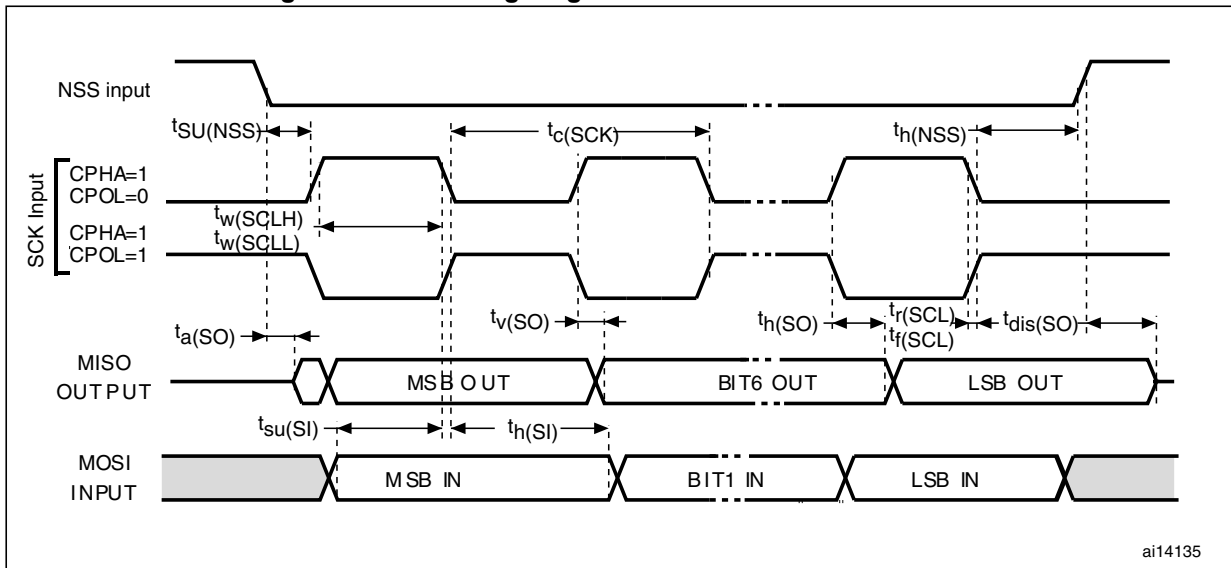 NSS input
tSU(NSS)
tc(SCK)
th(NSS)
SCK Input
CPHA=1
CPOL=0
tw(SCLH)
tw(SCLL)
CPHA=1
CPOL=1
ta(SO)
tv(SO)
th(SO)
tr(SCL)
tf(SCL)
tdis(SO)
MISO
OUTPUT
MSB OUT
BIT6 OUT
LSB OUT
tsu(SI)
th(SI)
MOSI
INPUT
MSB IN
BIT1 IN
LSB IN
ai14135